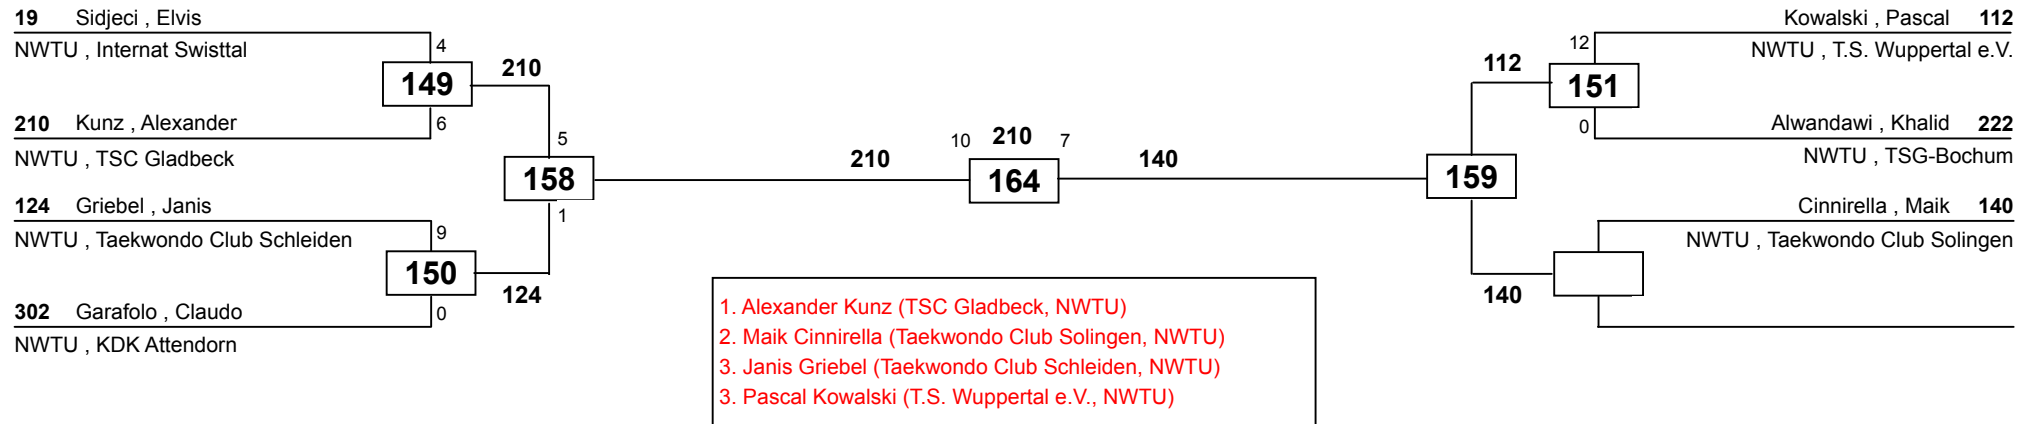 19 Sidjeci , Elvis
NWTU , Internat Swisttal
4
149
210
210 Kunz , Alexander
6
NWTU , TSC Gladbeck
5
158
1
124 Griebel , Janis
NWTU , Taekwondo Club Schleiden
9
150
124
302 Garafolo , Claudo
0
NWTU , KDK Attendorn
210
10 210 7
164
140
Kowalski , Pascal 112
NWTU , T.S. Wuppertal e.V.
12
112
151
0
Alwandawi , Khalid 222
NWTU , TSG-Bochum
159
Cinnirella , Maik 140
NWTU , Taekwondo Club Solingen
140
1. Alexander Kunz (TSC Gladbeck, NWTU)
2. Maik Cinnirella (Taekwondo Club Solingen, NWTU)
3. Janis Griebel (Taekwondo Club Schleiden, NWTU)
3. Pascal Kowalski (T.S. Wuppertal e.V., NWTU)